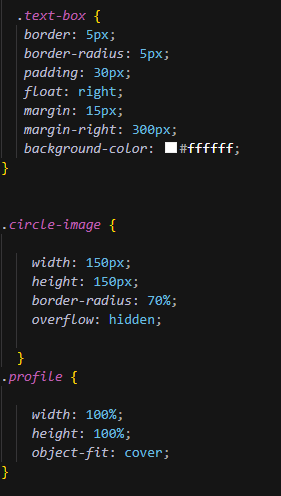 .text-box {
border: 5px;
border-radius: 5px;
padding: 30px;
float: right;
margin: 15px;
margin-right: 300px;
background-color: #ffffff;
}
.circle-image {
width: 150px;
height: 150px;
border-radius: 70%;
overflow: hidden;
}
.profile {
width: 100%;
height: 100%;
object-fit: cover;
}